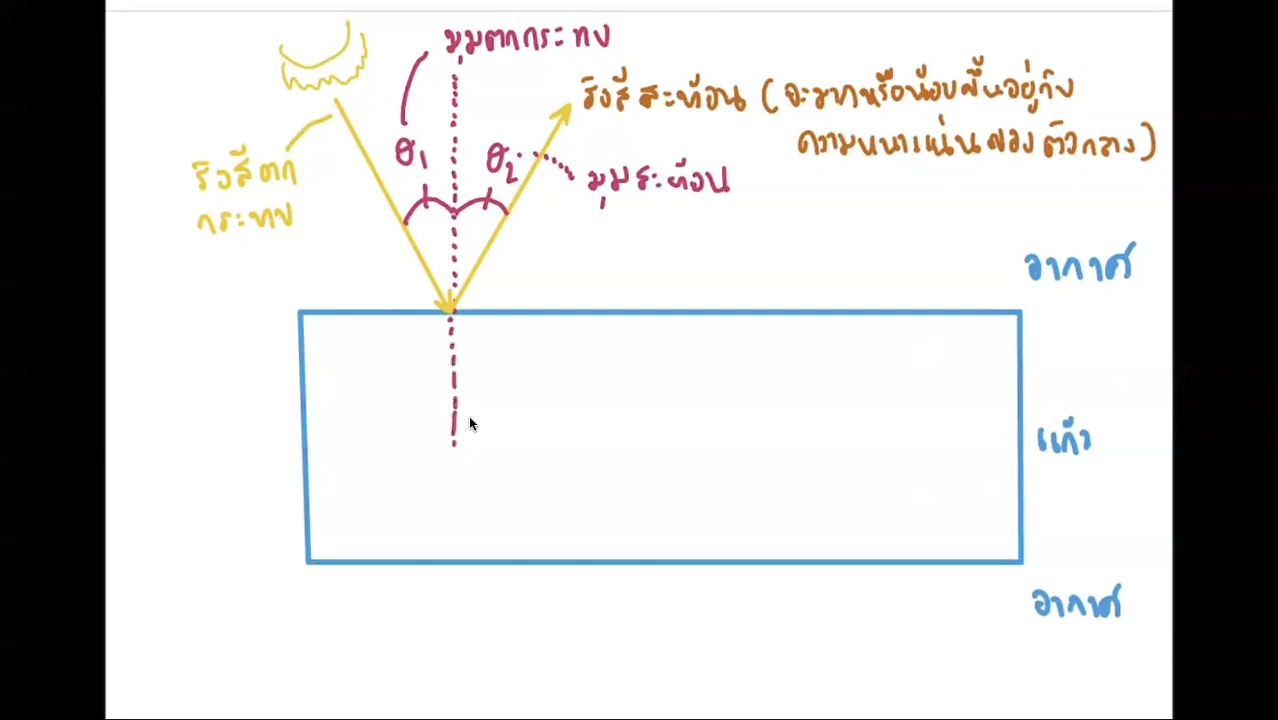 มุมตกกระทบ
รังสีสะท้อน (จะมากหรือน้อยขึ้นอยู่กับ
ความหนาแน่นของตัวกลาง)
θ1
θ2
มุมสะท้อน
รังสีตก
กระทบ
อากาศ
แก้ว
อากาศ